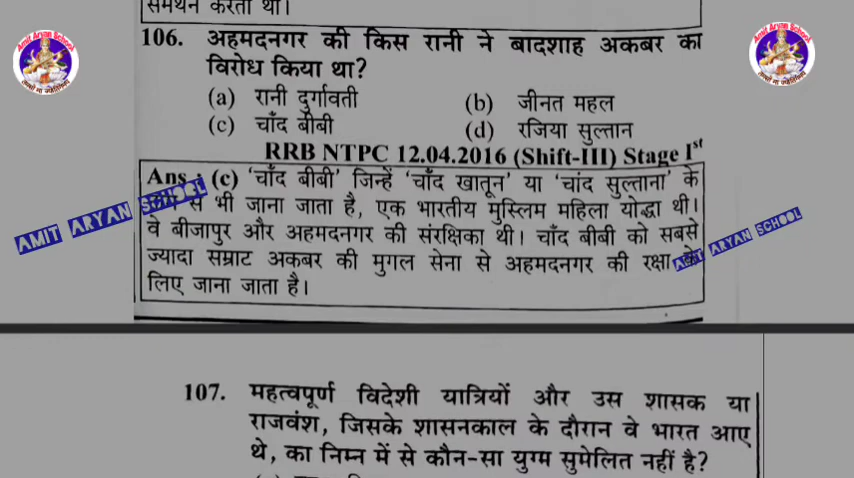 समर्थन करता था।
106. अहमदनगर की किस रानी ने बादशाह अकबर का
विरोध किया था?
(a) रानी दुर्गावती
(b) जीनत महल
(c) चाँद बीबी
(d) रजिया सुल्तान
RRB NTPC 12.04.2016 (Shift-III) Stage Ist
Ans : (c) 'चाँद बीबी' जिन्हें 'चाँद खातून' या 'चांद सुल्ताना' के
से भी जाना जाता है, एक भारतीय मुस्लिम महिला योद्धा थी।
वे बीजापुर और अहमदनगर की संरक्षिका थी। चाँद बीबी को सबसे
ज्यादा सम्राट अकबर की मुगल सेना से अहमदनगर की रक्षा के
लिए जाना जाता है।
AMIT ARYAN SCHOOL
AMIT ARYAN SCHOOL
Amit Aryan School
Amit Aryan School
107. महत्वपूर्ण विदेशी यात्रियों और उस शासक या
राजवंश, जिसके शासनकाल के दौरान वे भारत आए
थे, का निम्न में से कौन-सा युग्म सुमेलित नहीं है?